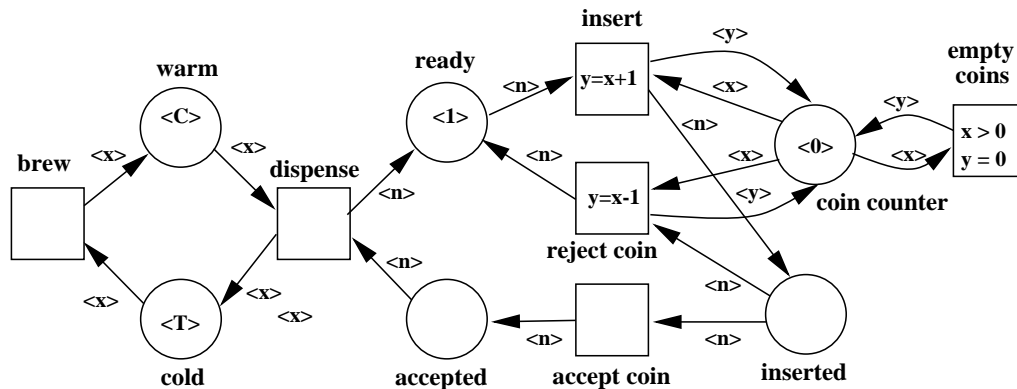 insert
<y>
empty
coins
warm
ready
<n>
y=x+1
<x>
<y>
<C>
<1>
<n>
x > 0
y = 0
<x>
<x>
<0>
<x>
<x>
brew
dispense
<n>
<n>
y=x-1
<y>
coin counter
reject coin
<n>
<n>
<x>
<x>
<x>
<T>
<n>
<n>
cold
accepted
accept coin
inserted